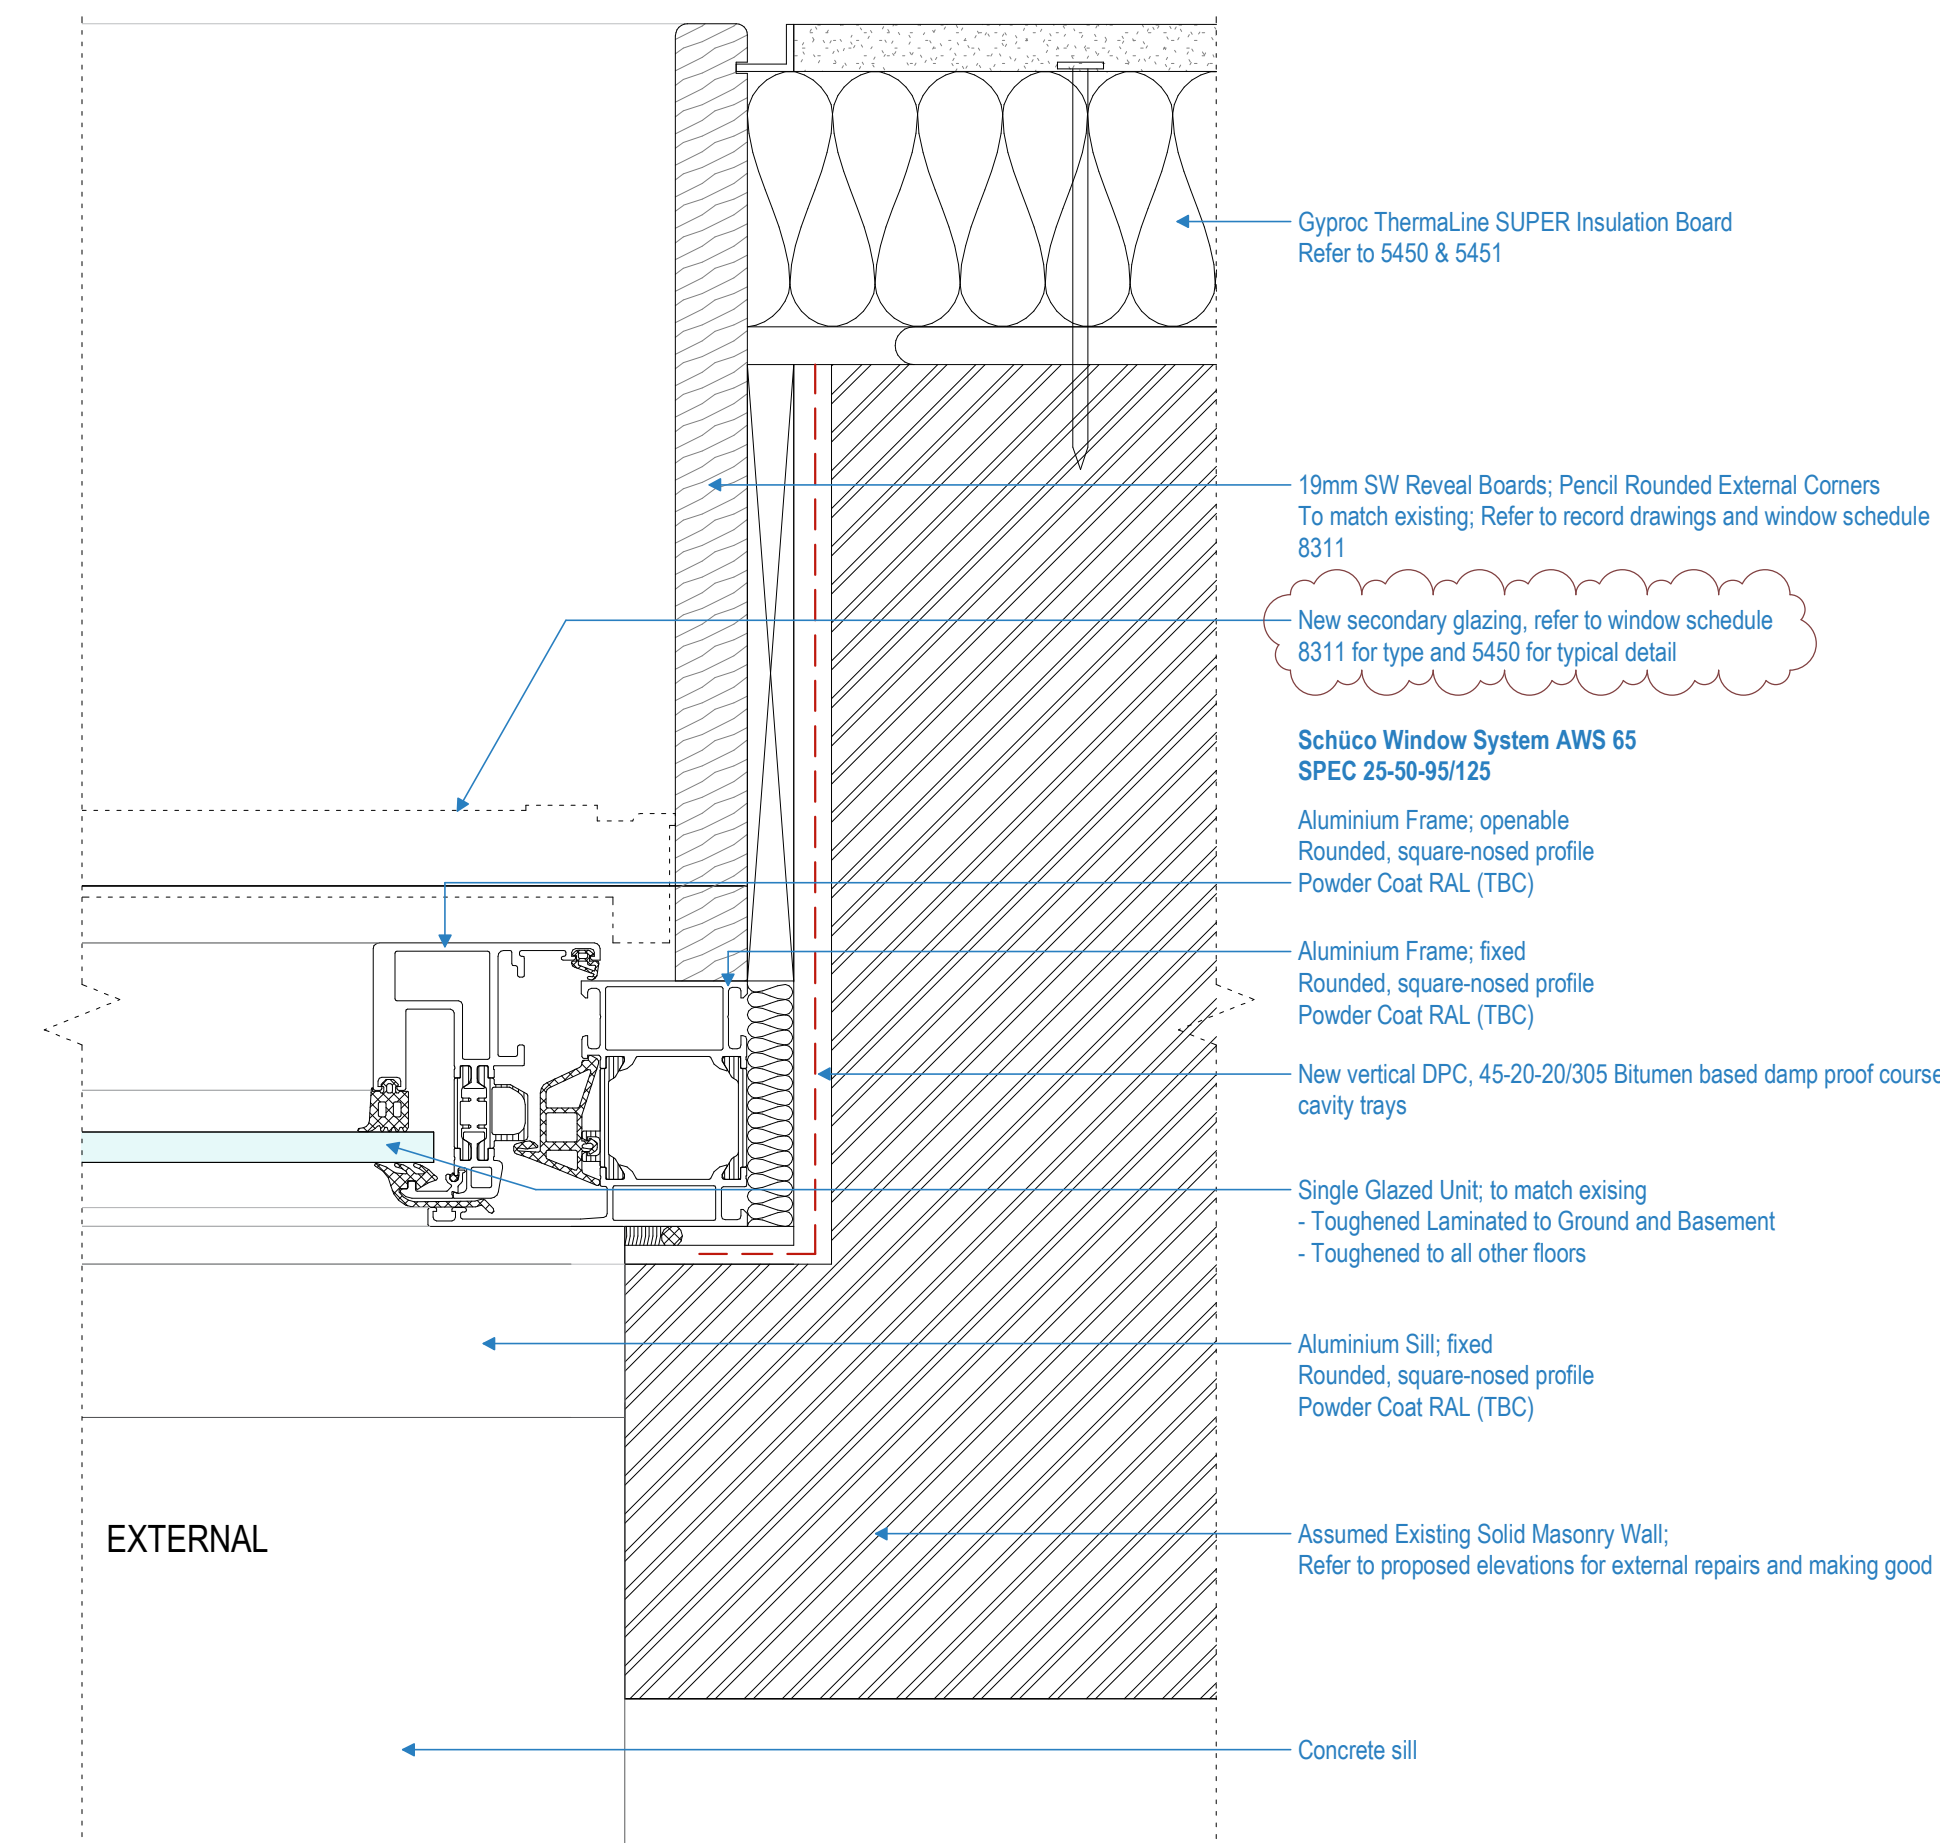 Gyproc ThermaLine SUPER Insulation Board
Refer to 5450 & 5451
19mm SW Reveal Boards; Pencil Rounded External Corners
To match existing; Refer to record drawings and window schedule
8311
New secondary glazing, refer to window schedule
8311 for type and 5450 for typical detail
Schüco Window System AWS 65
SPEC 25-50-95/125
Aluminium Frame; openable
Rounded, square-nosed profile
Powder Coat RAL (TBC)
Aluminium Frame; fixed
Rounded, square-nosed profile
Powder Coat RAL (TBC)
New vertical DPC, 45-20-20/305 Bitumen based damp proof course
cavity trays
Single Glazed Unit; to match exising
- Toughened Laminated to Ground and Basement
- Toughened to all other floors
Aluminium Sill; fixed
Rounded, square-nosed profile
Powder Coat RAL (TBC)
EXTERNAL
Assumed Existing Solid Masonry Wall;
Refer to proposed elevations for external repairs and making good
Concrete sill